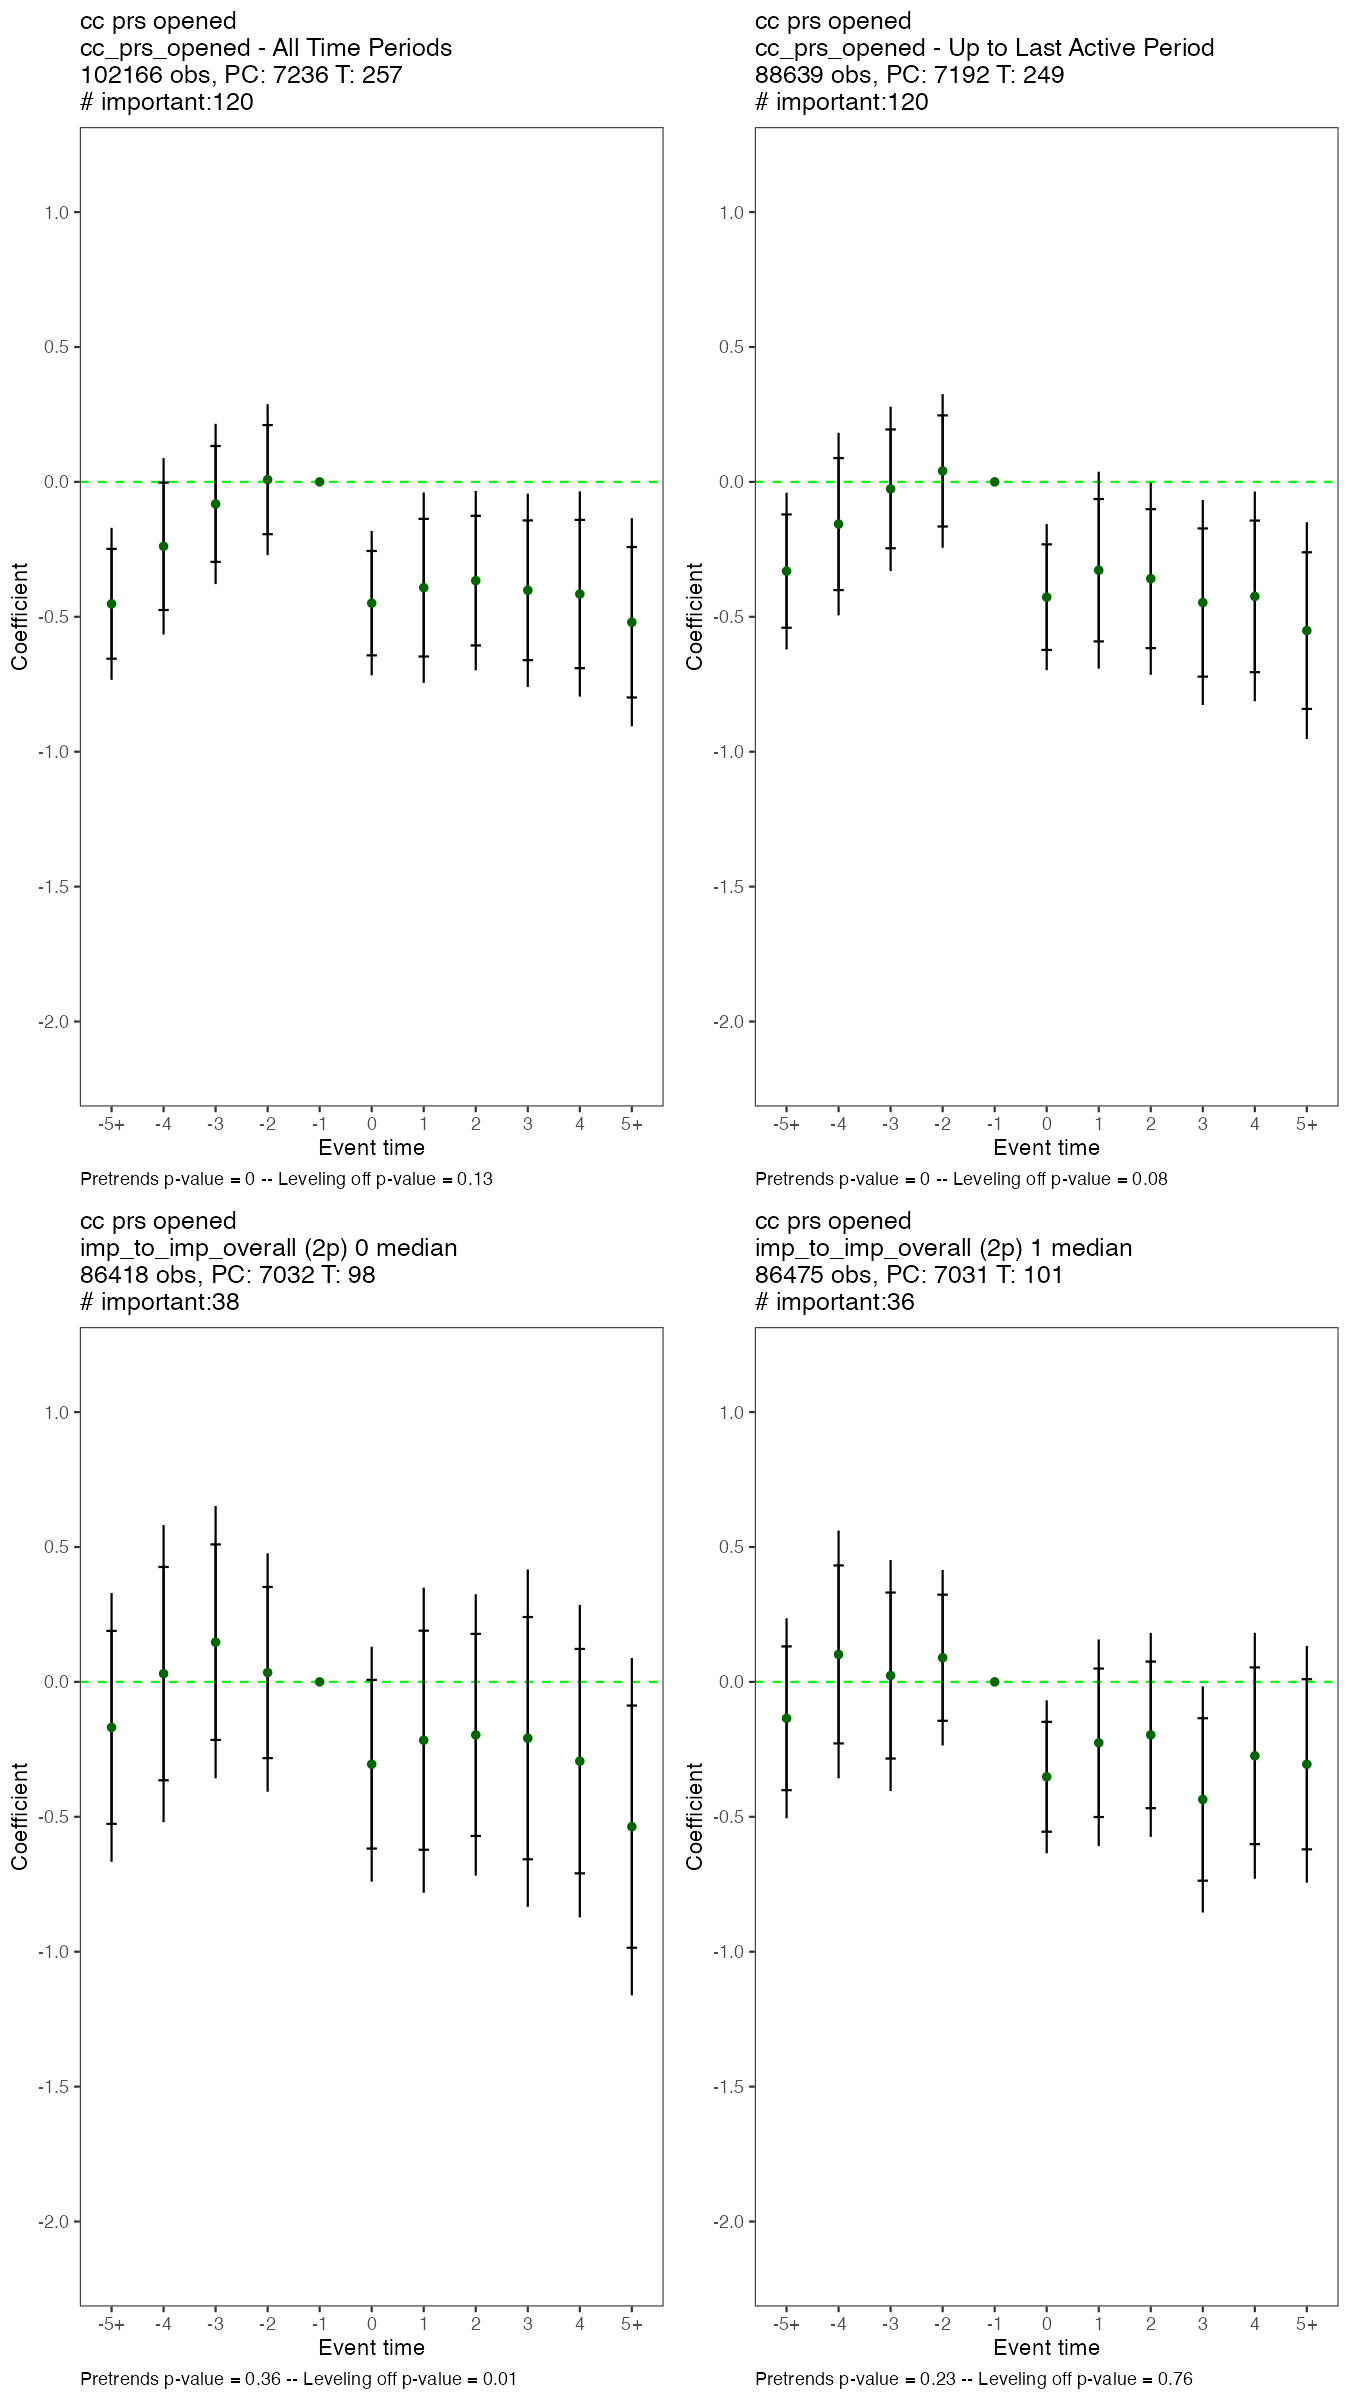 cc prs opened
cc_prs_opened - All Time Periods
102166 obs, PC: 7236 T: 257
# important:120
1.0
0.5
0.0
-0.5
-1.0
-1.5
-2.0
Coefficient
-5+ -4 -3 -2 -1 0 1 2 3 4 5+
Event time
Pretrends p-value = 0 -- Leveling off p-value = 0.13
cc prs opened
cc_prs_opened - Up to Last Active Period
88639 obs, PC: 7192 T: 249
# important:120
1.0
0.5
0.0
-0.5
-1.0
-1.5
-2.0
Coefficient
-5+ -4 -3 -2 -1 0 1 2 3 4 5+
Event time
Pretrends p-value = 0 -- Leveling off p-value = 0.08
cc prs opened
imp_to_imp_overall (2p) 0 median
86418 obs, PC: 7032 T: 98
# important:38
1.0
0.5
0.0
-0.5
-1.0
-1.5
-2.0
Coefficient
-5+ -4 -3 -2 -1 0 1 2 3 4 5+
Event time
Pretrends p-value = 0.36 -- Leveling off p-value = 0.01
cc prs opened
imp_to_imp_overall (2p) 1 median
86475 obs, PC: 7031 T: 101
# important:36
1.0
0.5
0.0
-0.5
-1.0
-1.5
-2.0
Coefficient
-5+ -4 -3 -2 -1 0 1 2 3 4 5+
Event time
Pretrends p-value = 0.23 -- Leveling off p-value = 0.76